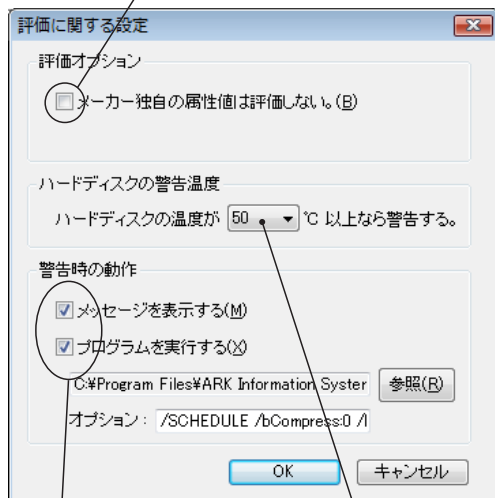 評価に関する設定
評価オプション
メーカー独自の属性値は評価しない。(B)
ハードディスクの警告温度
ハードディスクの温度が 50 ℃ 以上なら警告する。
警告時の動作
メッセージを表示する(M)
プログラムを実行する(X)
C:¥Program Files¥ARK Information Syster 参照(R)
オプション: /SCHEDULE /bCompress:0 /
OK キャンセル